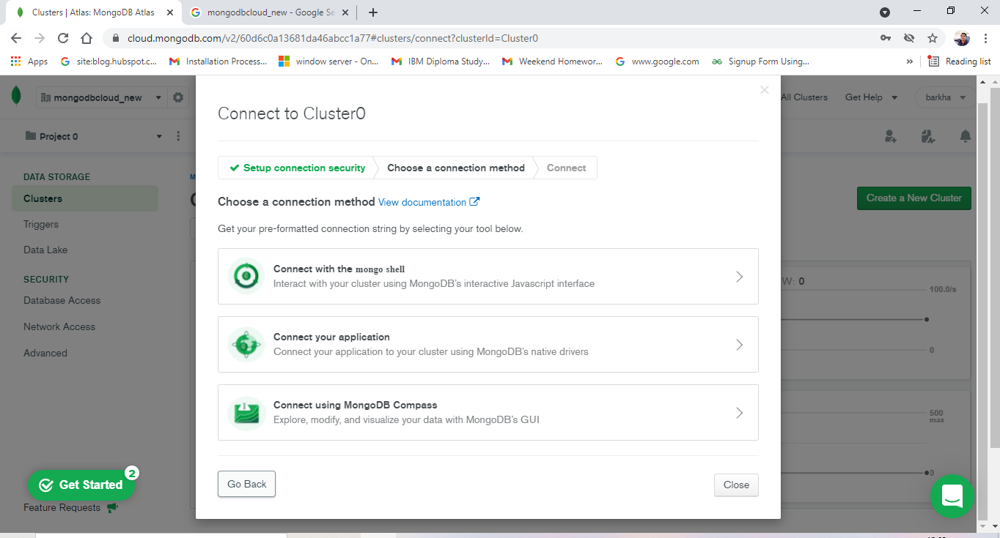 Clusters | Atlas: MongoDB Atlas
mongodbcloud_new - Google Se
cloud.mongodb.com/v2/60d6c0a13681da46abcc1a77#clusters/connect?clusterId=Cluster0
Apps
site:blog.hubspot.c...
Installation Process...
window server - On...
IBM Diploma Study...
Weekend Homewor...
www.google.com
Signup Form Using...
»
Reading list
mongodbcloud_new
All Clusters
Get Help
barkha
Project 0
DATA STORAGE
Clusters
Triggers
Data Lake
SECURITY
Database Access
Network Access
Advanced
Get Started
2
Feature Requests
Connect to Cluster0
Setup connection security
Choose a connection method
Connect
Choose a connection method View documentation
Get your pre-formatted connection string by selecting your tool below.
Connect with the mongo shell
Interact with your cluster using MongoDB's interactive Javascript interface
Connect your application
Connect your application to your cluster using MongoDB's native drivers
Connect using MongoDB Compass
Explore, modify, and visualize your data with MongoDB's GUI
Go Back
Close
Create a New Cluster
W: 0
100.0/s
0
500
max
0